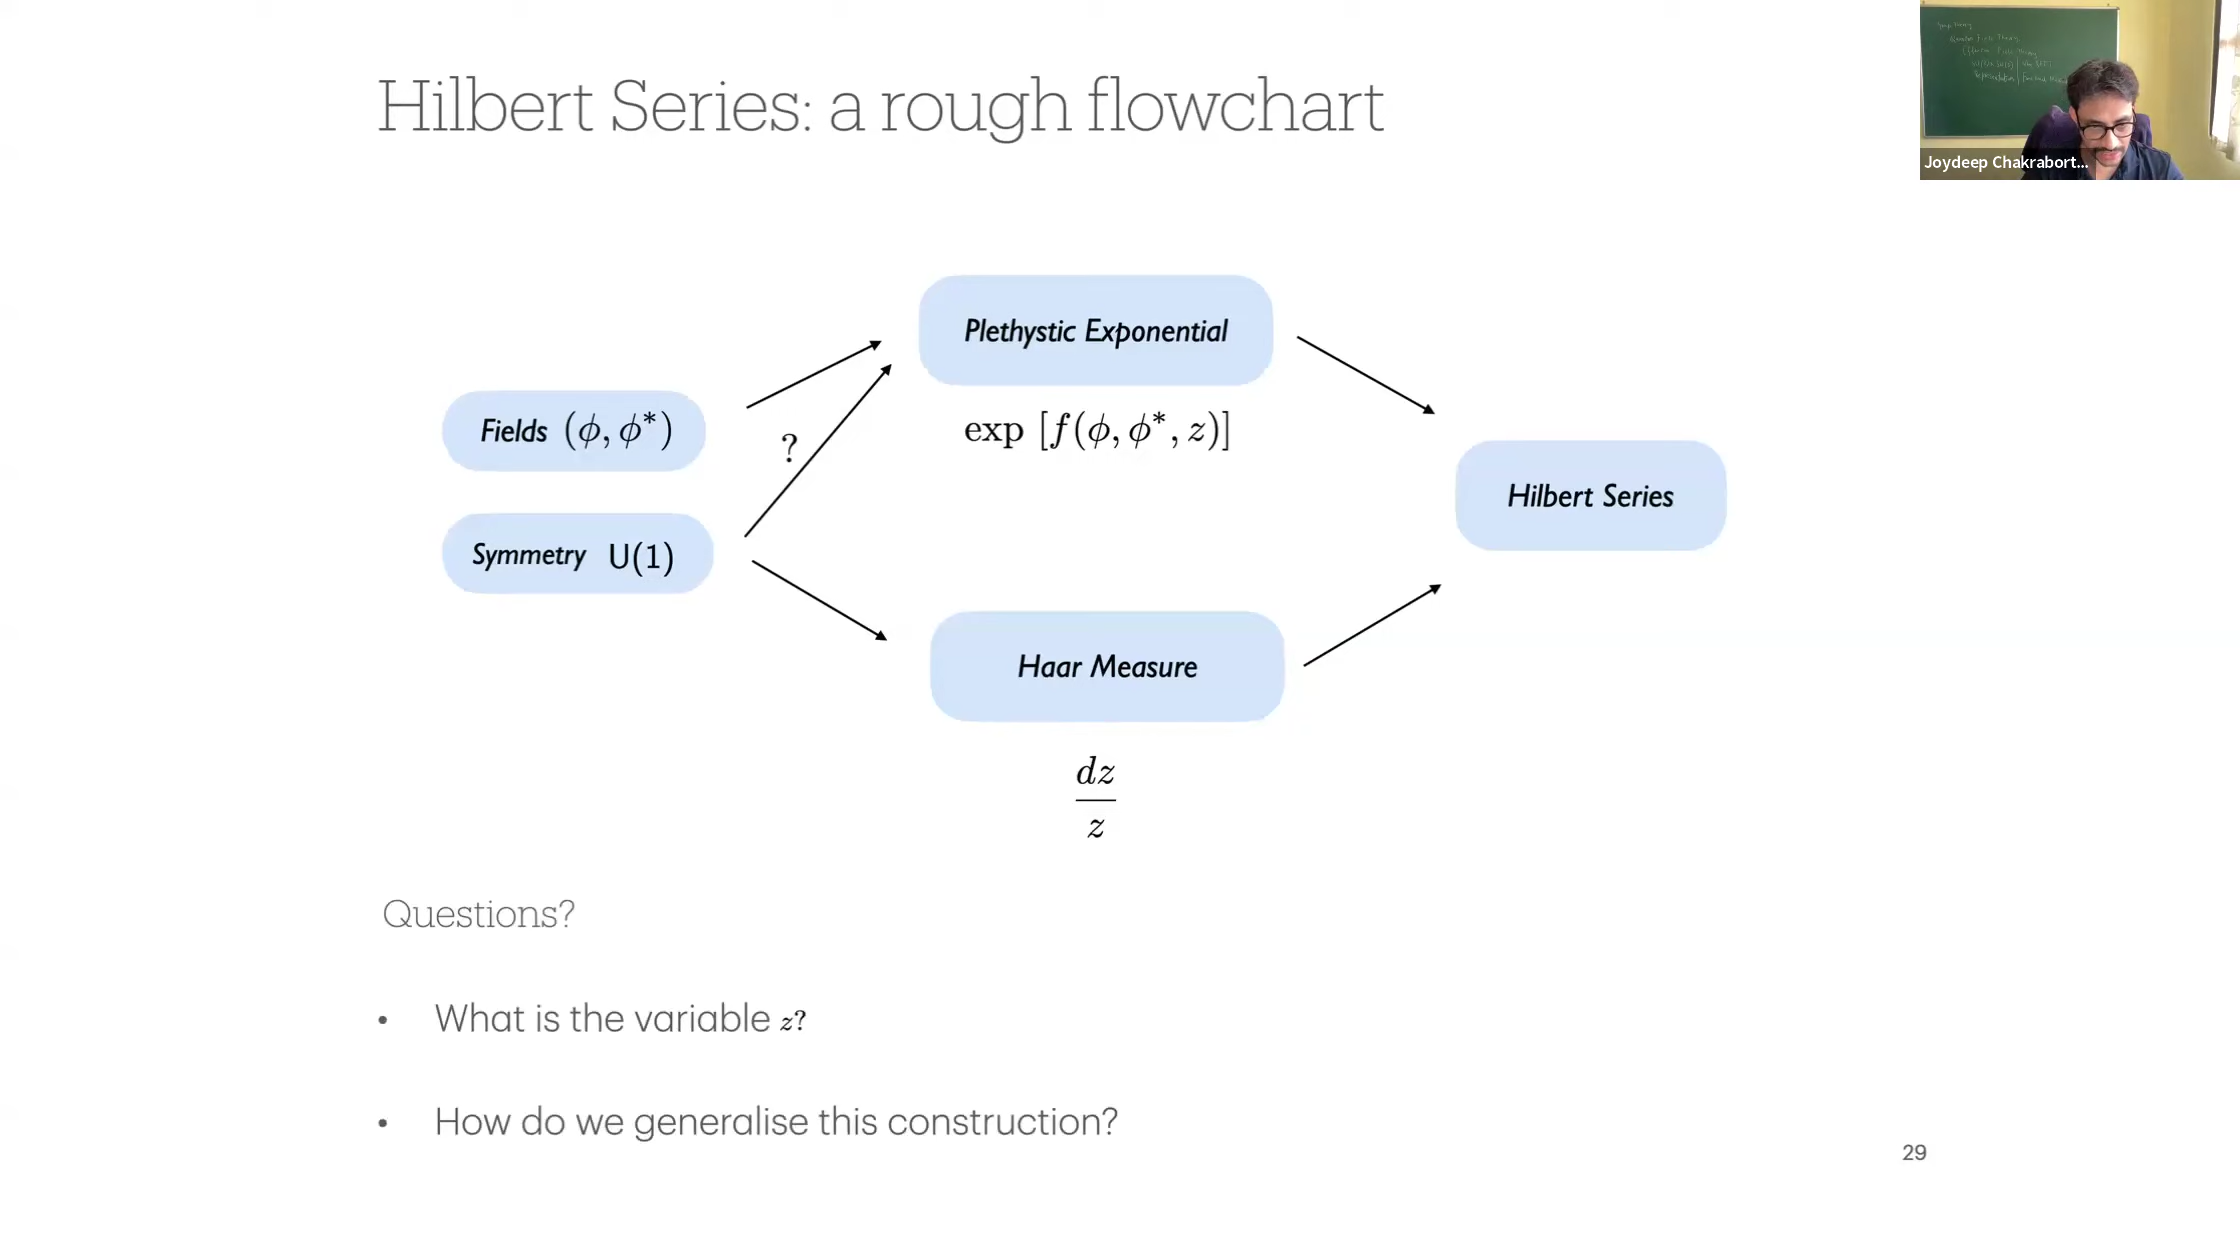 Hilbert Series: a rough flowchart
Joydeep Chakrabort...
Plethystic Exponential
Fields (ϕ, ϕ*)
?
exp [f(ϕ, ϕ*, z)]
Hilbert Series
Symmetry U(1)
Haar Measure
dz
z
Questions?
• What is the variable z?
• How do we generalise this construction?
29